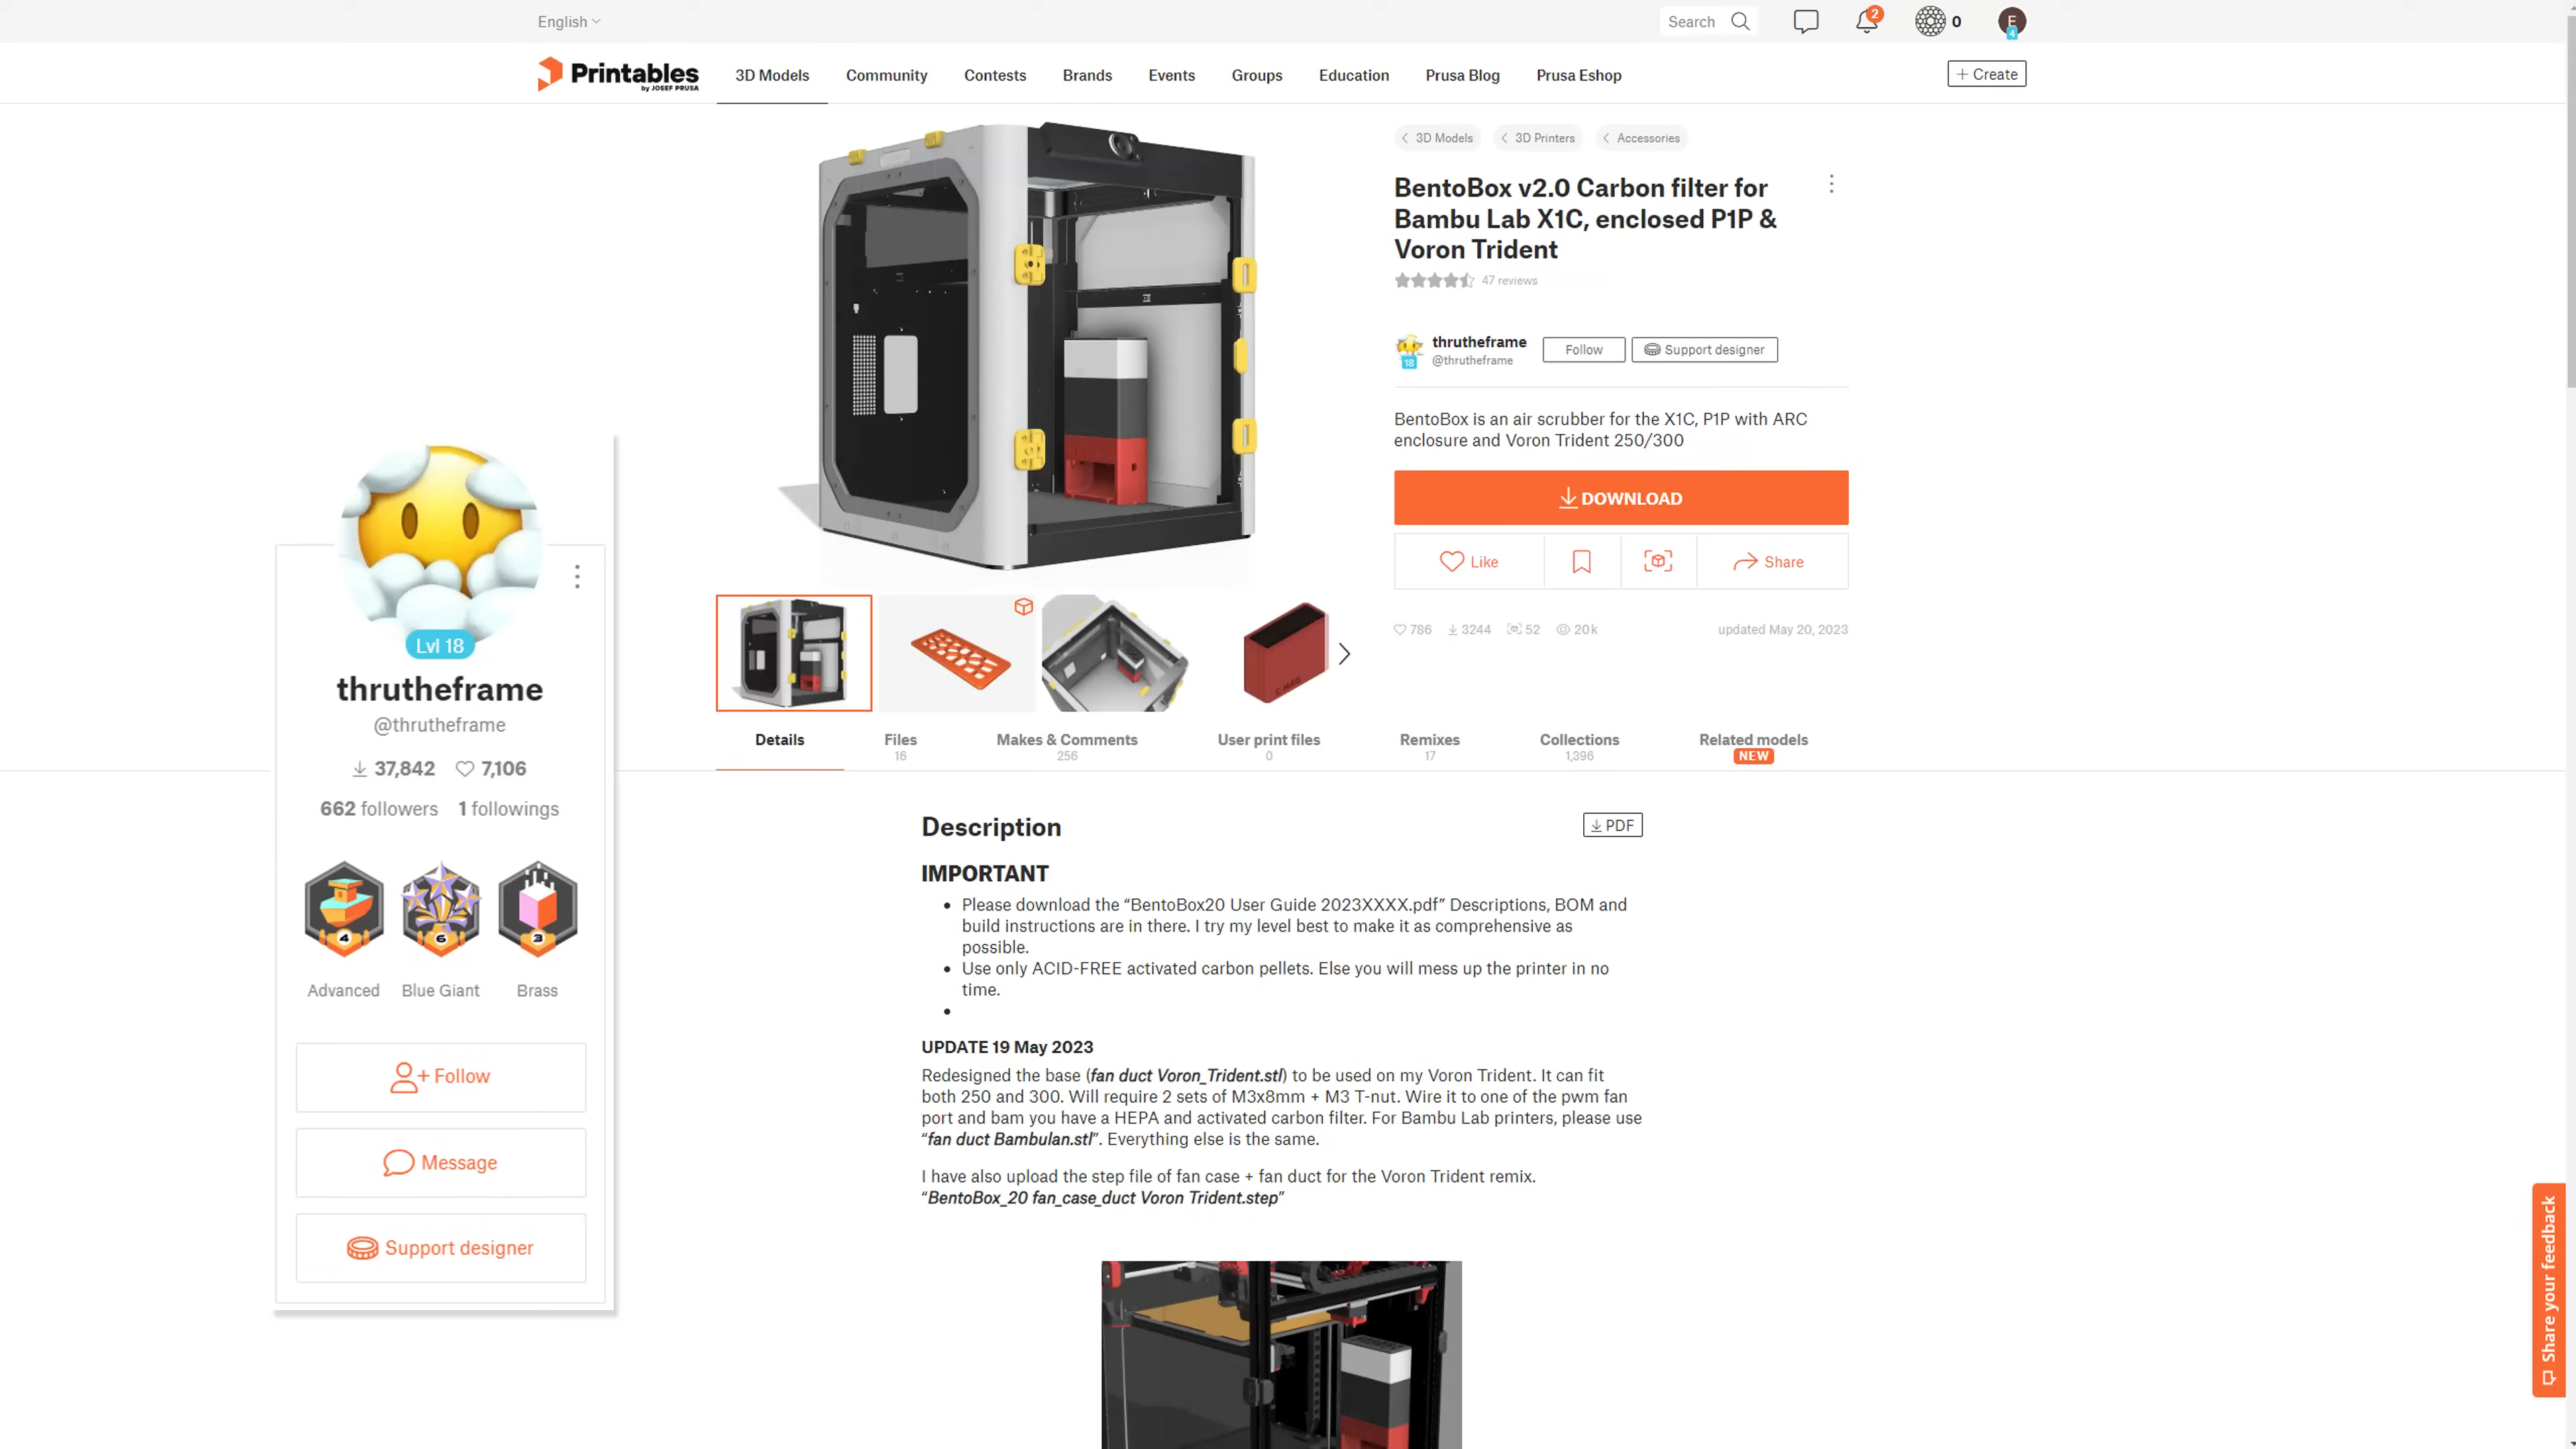 English
Search
2
0
E
4
Printables
by JOSEF PRUSA
3D Models
Community
Contests
Brands
Events
Groups
Education
Prusa Blog
Prusa Eshop
+ Create
3D Models
3D Printers
Accessories
BentoBox v2.0 Carbon filter for
Bambu Lab X1C, enclosed P1P &
Voron Trident
47 reviews
18
thrutheframe
@thrutheframe
Follow
Support designer
BentoBox is an air scrubber for the X1C, P1P with ARC
enclosure and Voron Trident 250/300
DOWNLOAD
Like
Share
786
3244
52
20k
updated May 20, 2023
Lvl 18
thrutheframe
@thrutheframe
37,842
7,106
662 followers
1 followings
4
6
3
Advanced
Blue Giant
Brass
+ Follow
Message
Support designer
Details
Files
16
Makes & Comments
256
User print files
0
Remixes
17
Collections
1,396
Related models
NEW
Description
PDF
IMPORTANT
• Please download the “BentoBox20 User Guide 2023XXXX.pdf” Descriptions, BOM and
build instructions are in there. I try my level best to make it as comprehensive as
possible.
• Use only ACID-FREE activated carbon pellets. Else you will mess up the printer in no
time.
•
UPDATE 19 May 2023
Redesigned the base (fan duct Voron_Trident.stl) to be used on my Voron Trident. It can fit
both 250 and 300. Will require 2 sets of M3x8mm + M3 T-nut. Wire it to one of the pwm fan
port and bam you have a HEPA and activated carbon filter. For Bambu Lab printers, please use
“fan duct Bambulan.stl”. Everything else is the same.
I have also upload the step file of fan case + fan duct for the Voron Trident remix.
“BentoBox_20 fan_case_duct Voron Trident.step”
Share your feedback